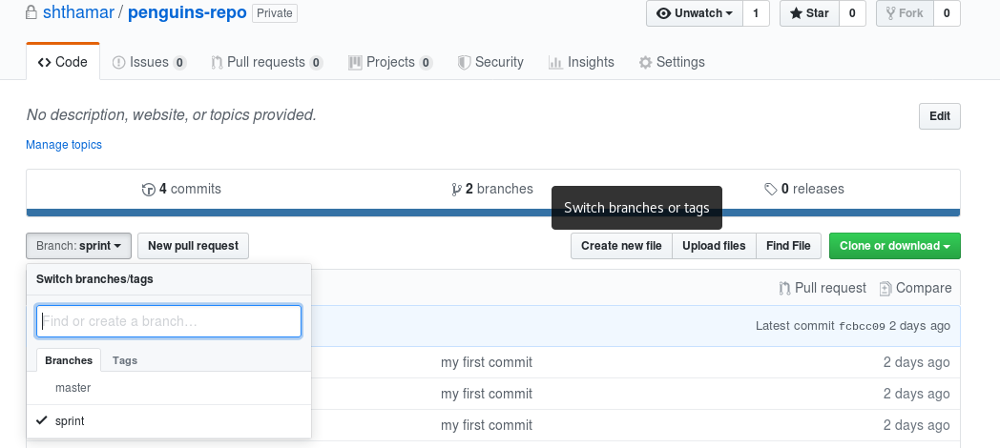 shthamar / penguins-repo Private Unwatch 1 Star 0 Fork 0
Code Issues 0 Pull requests 0 Projects 0 Security Insights Settings
No description, website, or topics provided. Edit
Manage topics
4 commits 2 branches 0 releases
Switch branches or tags
Branch: sprint New pull request Create new file Upload files Find File Clone or download
Switch branches/tags
Pull request Compare
Find or create a branch...
Latest commit fcbcc09 2 days ago
Branches Tags
my first commit 2 days ago
master
my first commit 2 days ago
sprint
my first commit 2 days ago